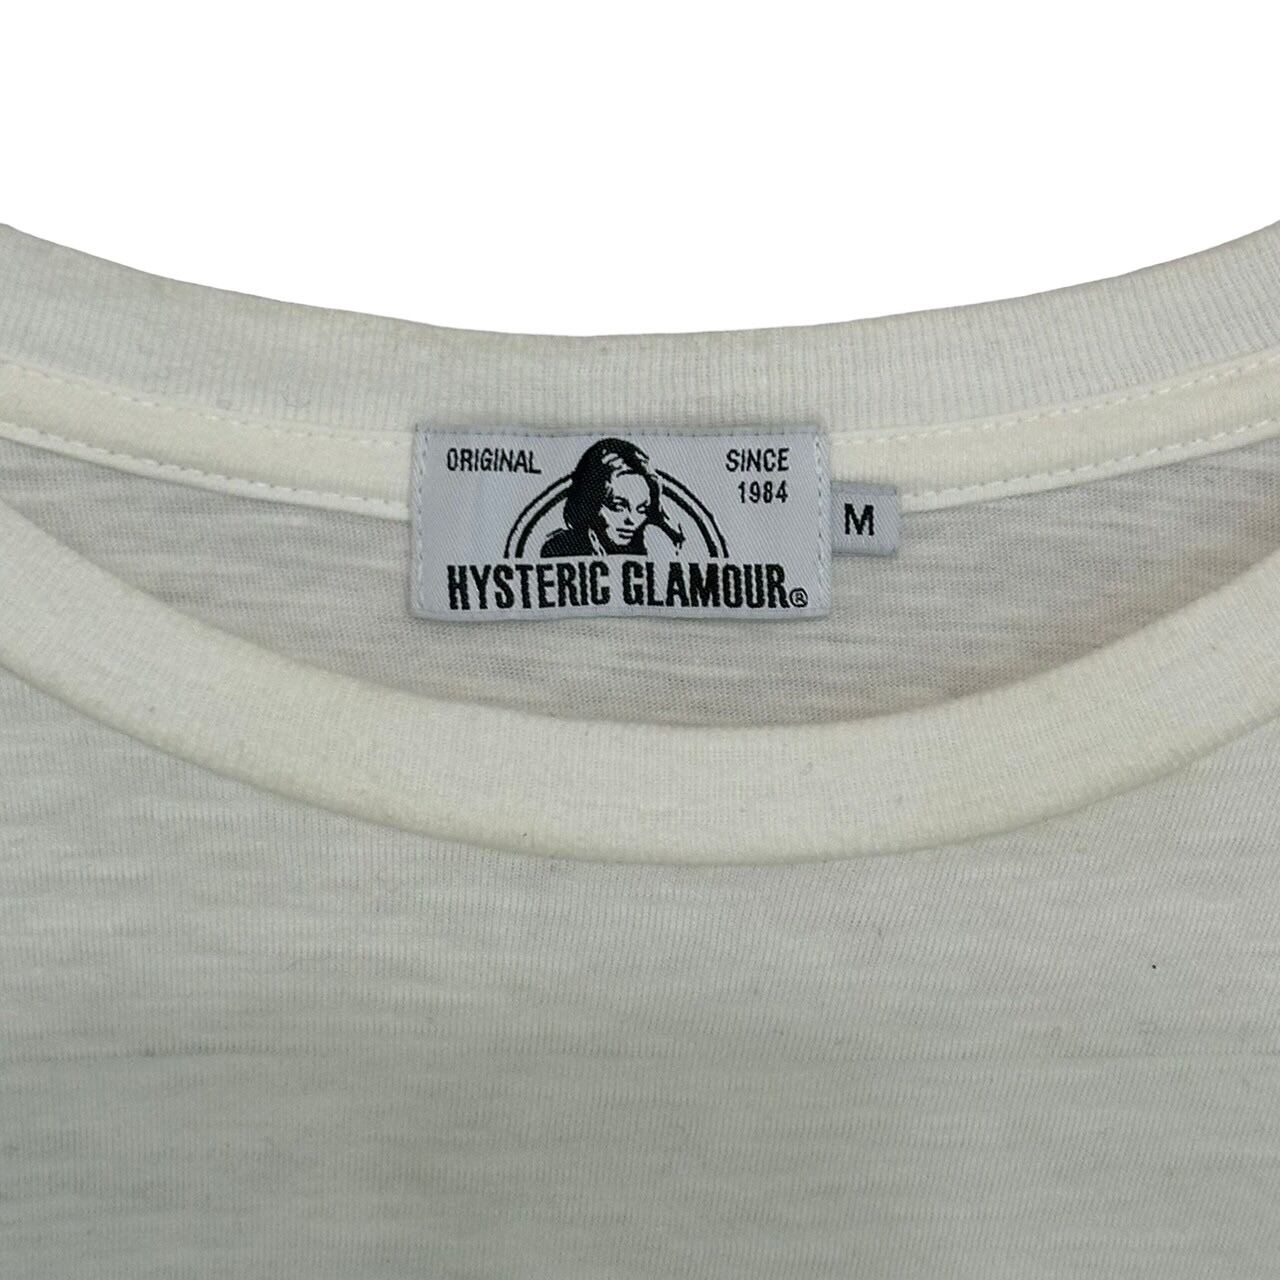 ORIGINAL
SINCE
1984
HYSTERIC GLAMOUR®
M